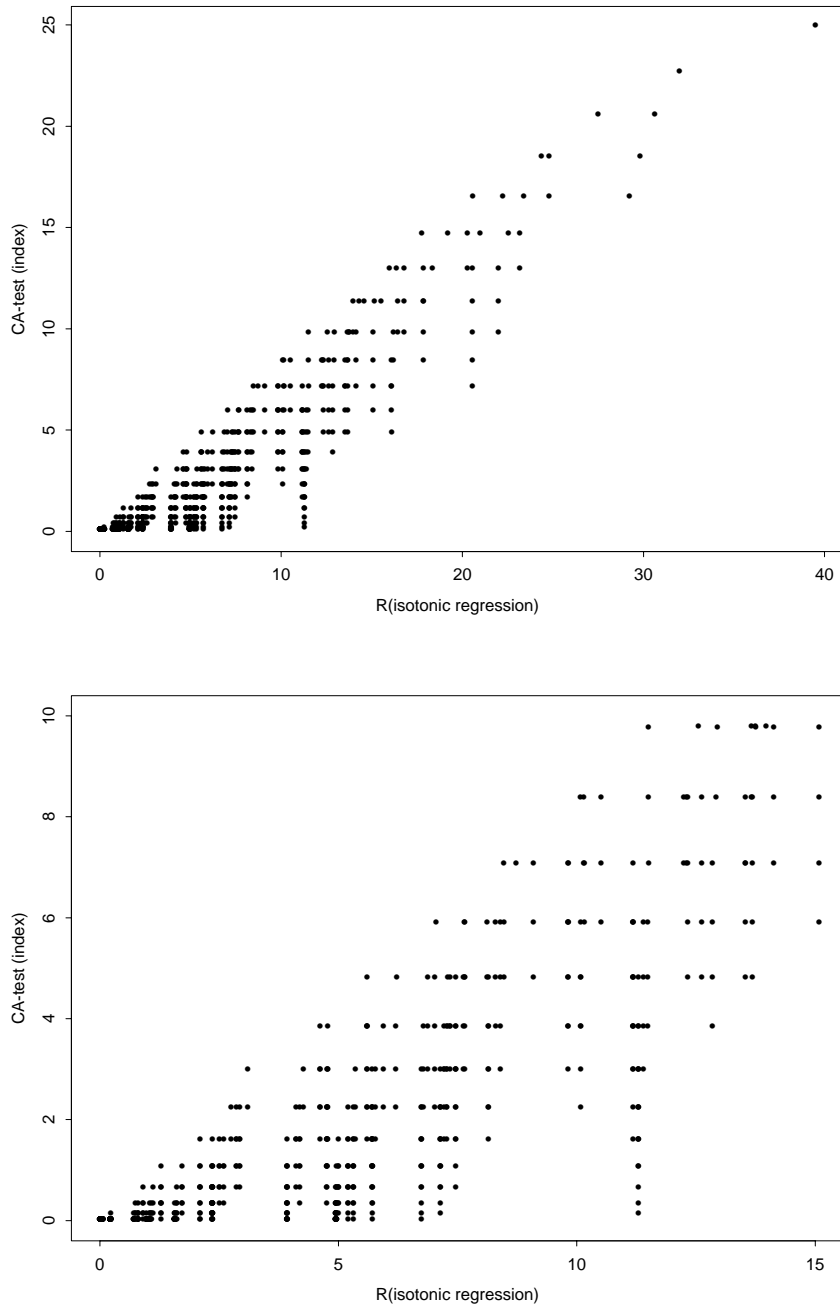 25
20
15
10
5
0
CA-test (index)
0 10 20 30 40
R(isotonic regression)
10
8
6
4
2
0
CA-test (index)
0 5 10 15
R(isotonic regression)